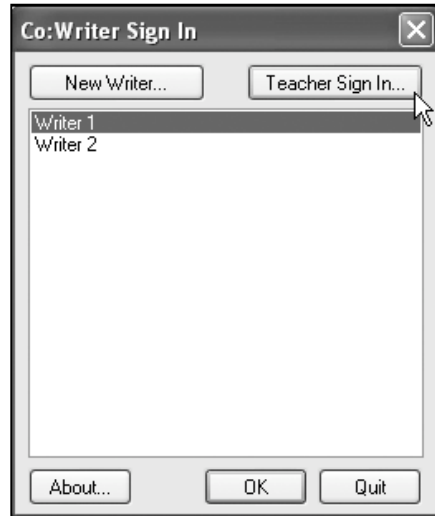 Co:Writer Sign In
New Writer... Teacher Sign In...
Writer 1
Writer 2
About... OK Quit